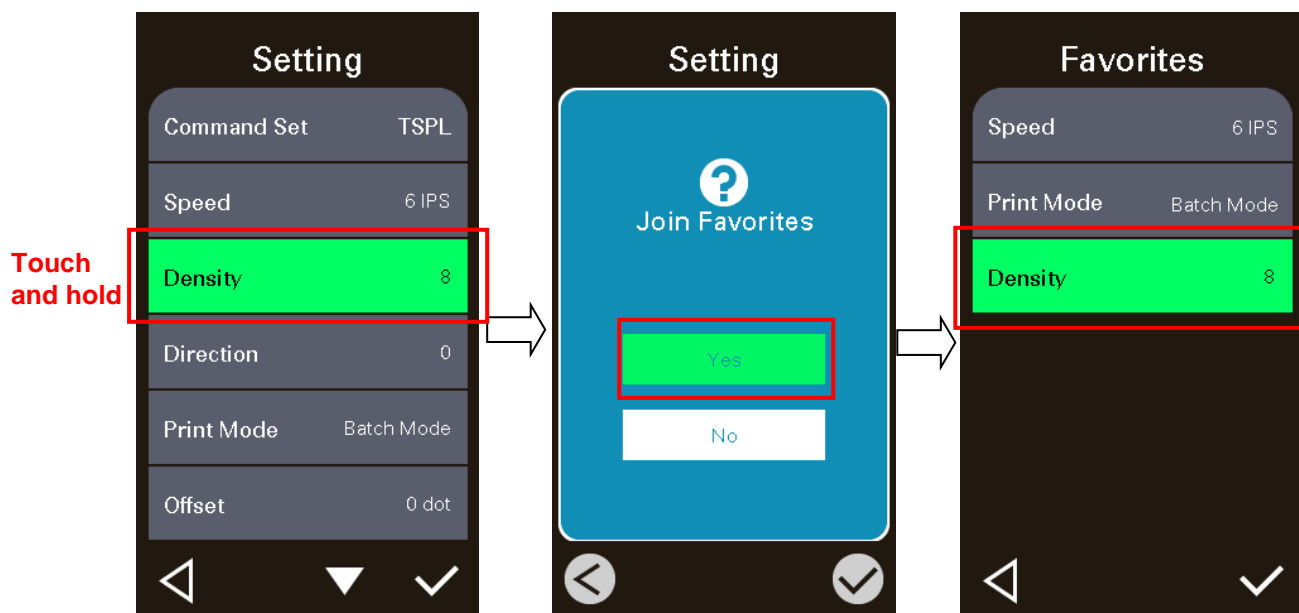 Touch
and hold
Setting
Command Set TSPL
Speed 6 IPS
Density 8
Direction 0
Print Mode Batch Mode
Offset 0 dot
Setting
?
Join Favorites
Yes
No
Favorites
Speed 6 IPS
Print Mode Batch Mode
Density 8